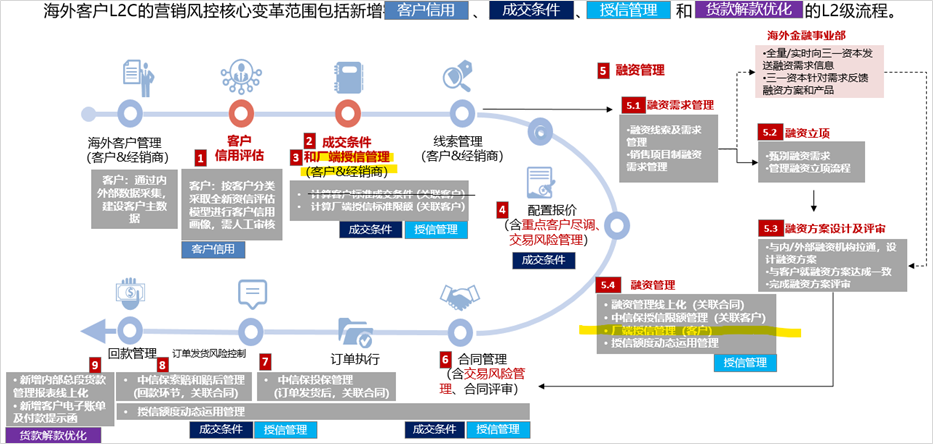 海外客户L2C的营销风控核心变革范围包括新增 客户信用 、 成交条件 、 授信管理 和 货款解款优化 的L2级流程。
海外金融事业部
•全量/实时向三一资本发
送融资需求信息
•三一资本针对需求反馈
融资方案和产品
5 融资管理
5.1 融资需求管理
•融资线索及需求
管理
•销售项目制融资
需求管理
5.2 融资立项
•甄别融资需求
•管理融资立项流程
5.3 融资方案设计及评审
•与内/外部融资机构拉通，设
计融资方案
•与客户就融资方案达成一致
•完成融资方案评审
5.4 融资管理
•融资管理线上化（关联合同）
•中信保授信限额管理（关联客户）
•厂端授信管理（客户）
•授信额度动态运用管理
授信管理
海外客户管理
(客户&经销商)
客户：通过内
外部数据采集，
建设客户主数
据
1 客户
信用评估
客户：按客户分类
采取全新资信评估
模型进行客户信用
画像，需人工审核
客户信用
2 成交条件
3 和厂端授信管理
(客户&经销商)
• 计算客户标准成交条件 (关联客户)
• 计算厂端授信标准限额 (关联客户)
成交条件 授信管理
线索管理
(客户&经销商)
4 配置报价
(含重点客户尽调、
交易风险管理)
成交条件
回款管理
9
• 新增内部总段货款
管理报表线上化
• 新增客户电子账单
及付款提示函
货款解款优化
订单发货风险控制
8
• 中信保索赔和赔后管理
(回款环节，关联合同)
订单执行
7
• 中信保投保管理
(订单发货后，关联合同)
6 合同管理
(含交易风险管
理、合同评审)
• 授信额度动态运用管理
成交条件 授信管理
成交条件 授信管理